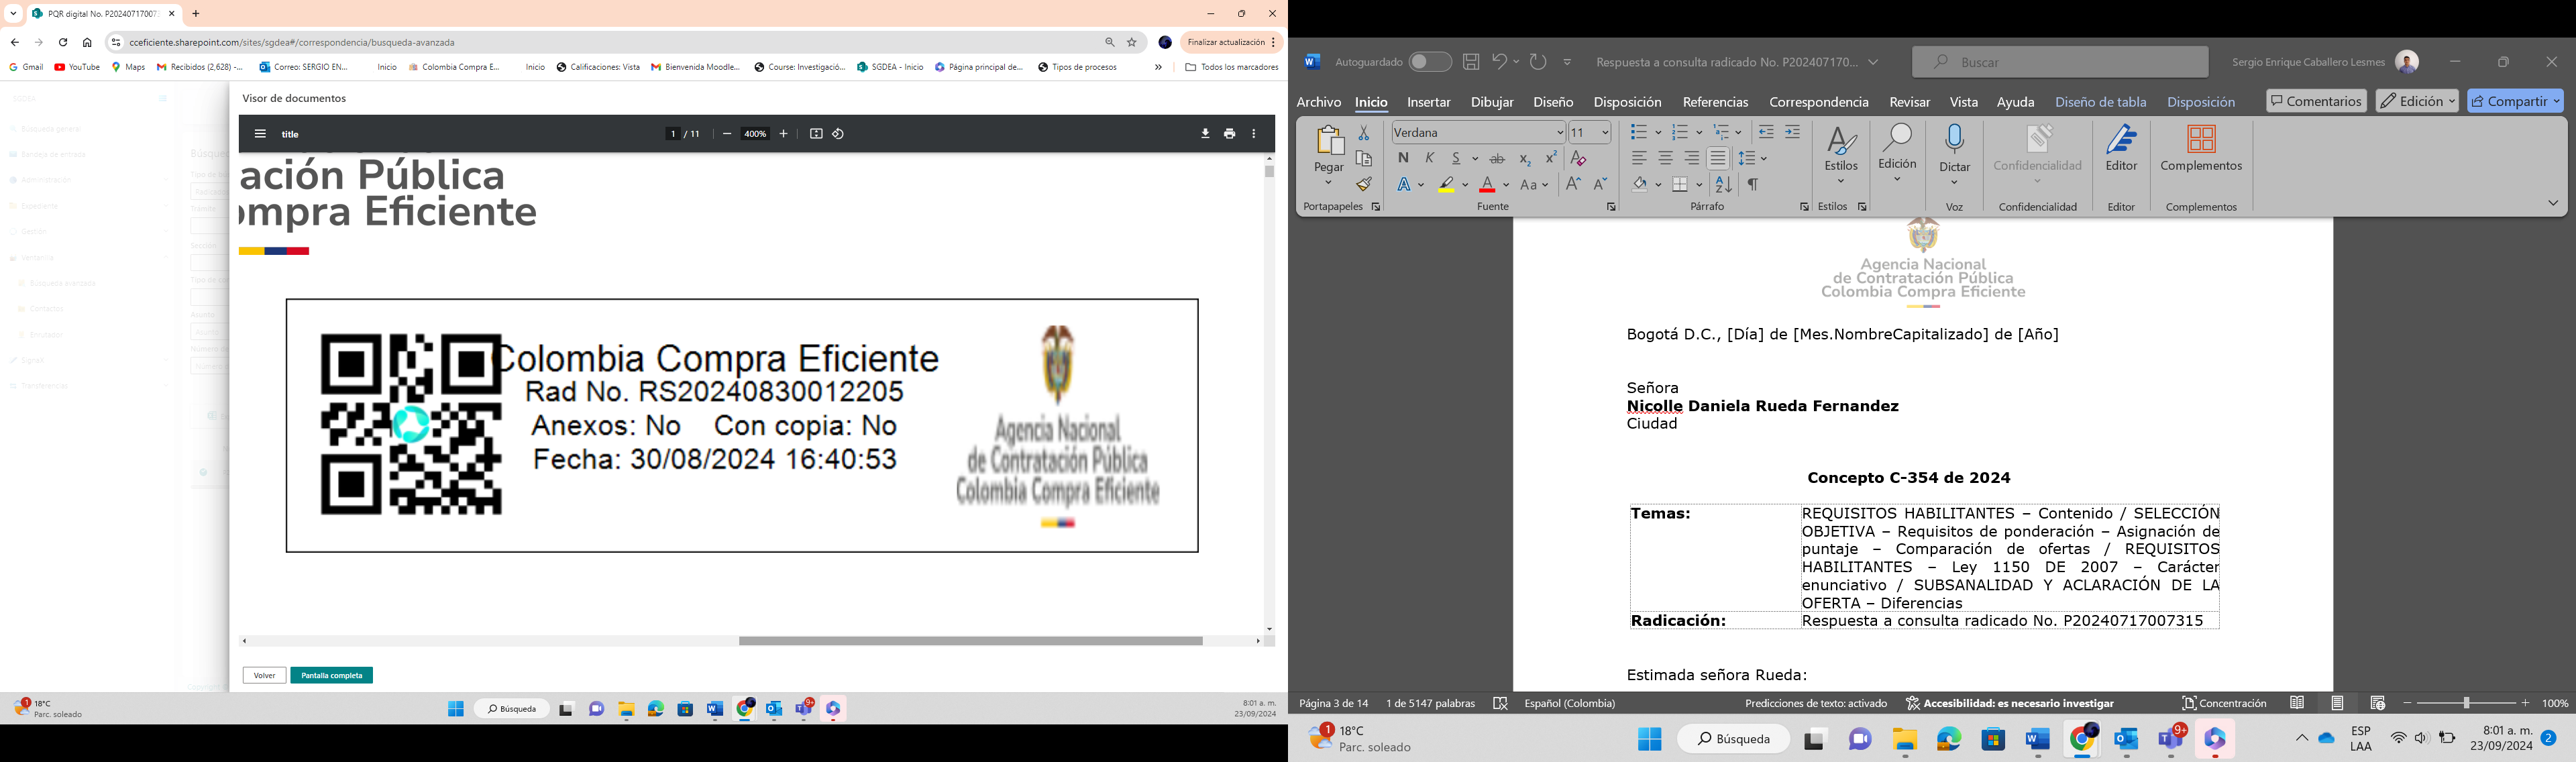 PQR digital No. P2024071700731
cceficiente.sharepoint.com/sites/sgdea#/correspondencia/busqueda-avanzada
Finalizar actualización
Gmail YouTube Maps Recibidos (2,628) -... Correo: SERGIO EN... Inicio Colombia Compra E... Inicio Calificaciones: Vista Bienvenida Moodle... Course: Investigació... SGDEA - Inicio Página principal de... Tipos de procesos Todos los marcadores
Visor de documentos
title 1 / 11 400%
ación Pública
ompra Eficiente
Colombia Compra Eficiente
Rad No. RS20240830012205
Anexos: No Con copia: No
Fecha: 30/08/2024 16:40:53
Agencia Nacional
de Contratación Pública
Colombia Compra Eficiente
Volver Pantalla completa
1 18°C
Parc. soleado
Búsqueda
9+
8:01 a. m.
23/09/2024
Autoguardado Respuesta a consulta radicado No. P202407170... Buscar Sergio Enrique Caballero Lesmes
Archivo Inicio Insertar Dibujar Diseño Disposición Referencias Correspondencia Revisar Vista Ayuda Diseño de tabla Disposición Comentarios Edición Compartir
Verdana 11
Pegar
N K S ab x₂ x²
A A Aa A A
Estilos Edición Dictar Confidencialidad Editor Complementos
Portapapeles Fuente Párrafo Estilos Voz Confidencialidad Editor Complementos
Agencia Nacional
de Contratación Pública
Colombia Compra Eficiente
Bogotá D.C., [Día] de [Mes.NombreCapitalizado] de [Año]
Señora
Nicolle Daniela Rueda Fernandez
Ciudad
Concepto C-354 de 2024
Temas: REQUISITOS HABILITANTES – Contenido / SELECCIÓN
OBJETIVA – Requisitos de ponderación – Asignación de
puntaje – Comparación de ofertas / REQUISITOS
HABILITANTES – Ley 1150 DE 2007 – Carácter
enunciativo / SUBSANALIDAD Y ACLARACIÓN DE LA
OFERTA – Diferencias
Radicación: Respuesta a consulta radicado No. P20240717007315
Estimada señora Rueda:
Página 3 de 14 1 de 5147 palabras Español (Colombia) Predicciones de texto: activado Accesibilidad: es necesario investigar Concentración 100%
1 18°C
Parc. soleado
Búsqueda
9+
ESP
LAA
8:01 a. m.
23/09/2024
2